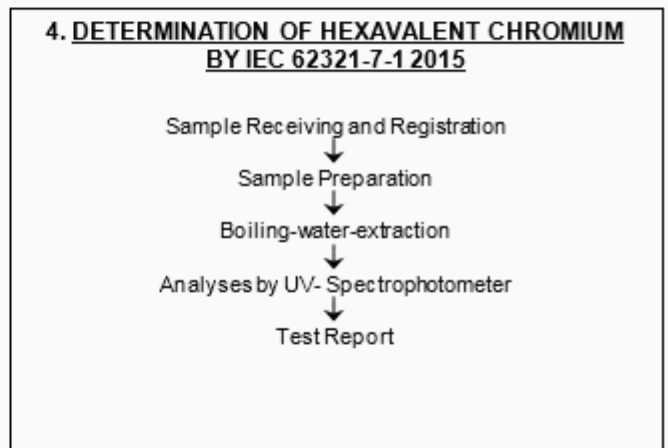 4. DETERMINATION OF HEXAVALENT CHROMIUM
BY IEC 62321-7-1 2015
Sample Receiving and Registration
Sample Preparation
Boiling-water-extraction
Analyses by UV- Spectrophotometer
Test Report